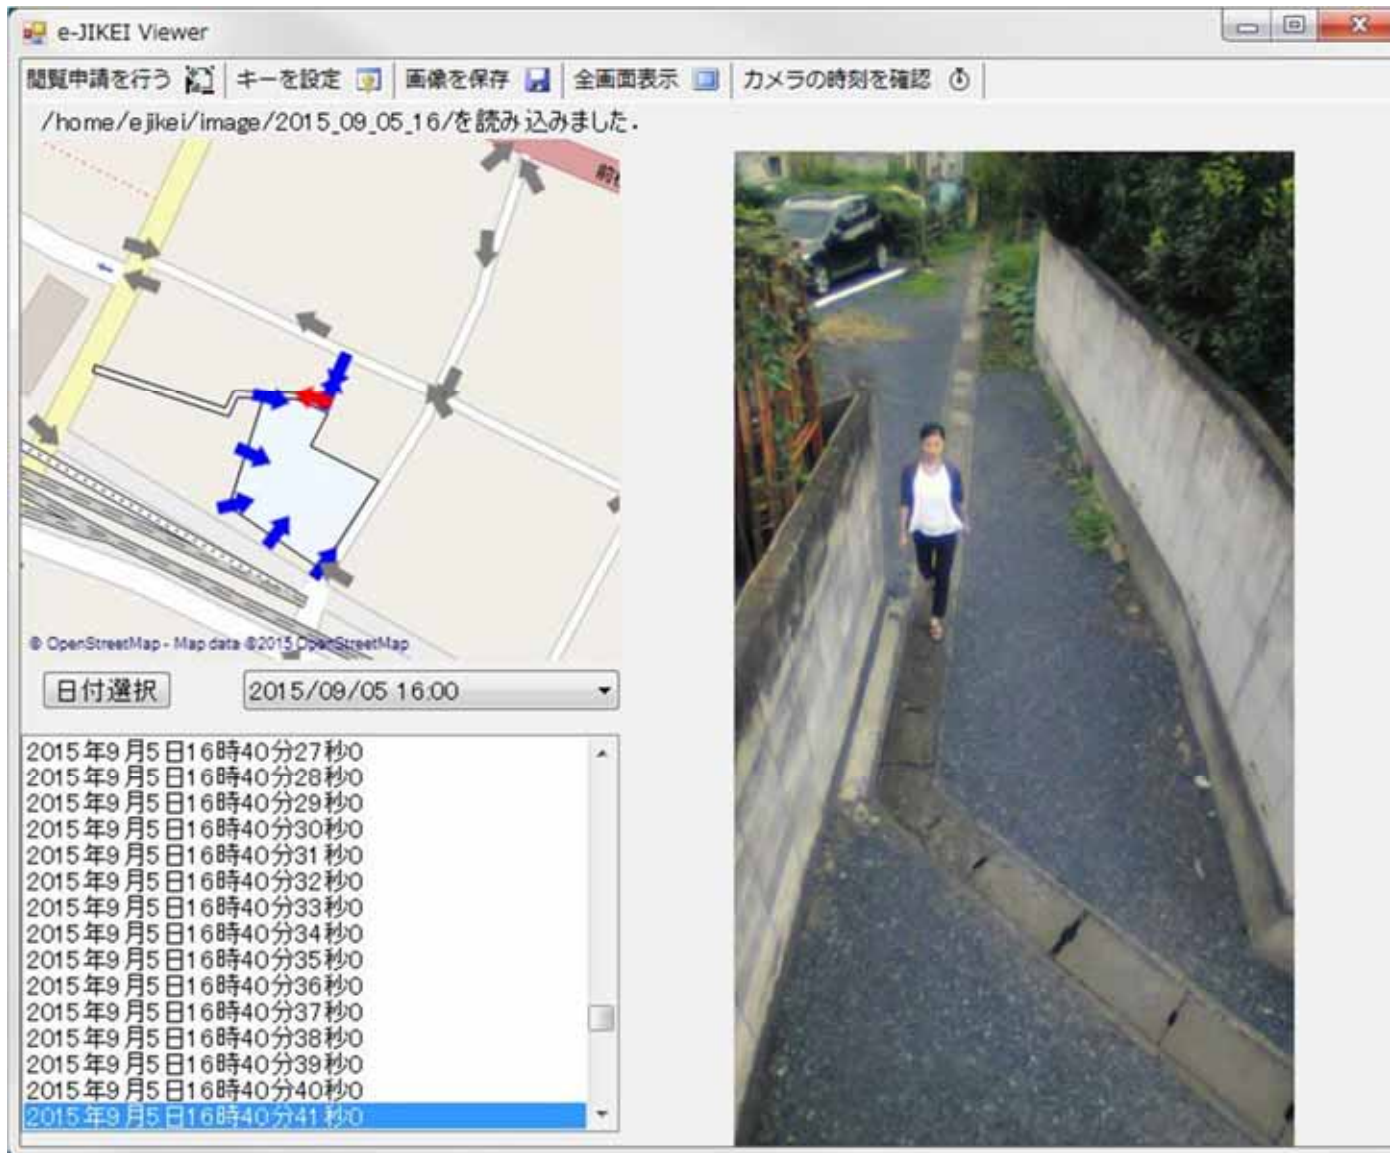 e-JIKEI Viewer
閲覧申請を行う キーを設定 画像を保存 全画面表示 カメラの時刻を確認
/home/ejikei/image/2015_09_05_16/を読み込みました.
© OpenStreetMap - Map data ©2015 OpenStreetMap
日付選択 2015/09/05 16:00
2015年9月5日16時40分27秒0
2015年9月5日16時40分28秒0
2015年9月5日16時40分29秒0
2015年9月5日16時40分30秒0
2015年9月5日16時40分31秒0
2015年9月5日16時40分32秒0
2015年9月5日16時40分33秒0
2015年9月5日16時40分34秒0
2015年9月5日16時40分35秒0
2015年9月5日16時40分36秒0
2015年9月5日16時40分37秒0
2015年9月5日16時40分38秒0
2015年9月5日16時40分39秒0
2015年9月5日16時40分40秒0
2015年9月5日16時40分41秒0